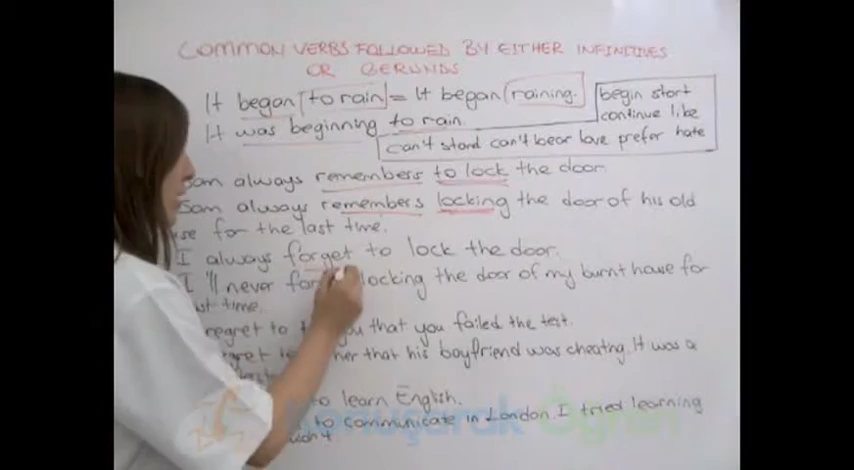 COMMON VERBS FOLLOWED BY EITHER INFINITIVES
OR GERUNDS
It began to rain = It began raining.
It was beginning to rain.
begin start
continue like
can't stand can't bear love prefer hate
Sam always remembers to lock the door
Sam always remembers locking the door of his old
for the last time.
I always forget to lock the door.
I'll never locking the door of my burnt house for
last time.
regret to you that you failed the test.
her that his boyfriend was cheating. It was a
to learn English.
to communicate in London. I tried learning
Konuşarak Öğren